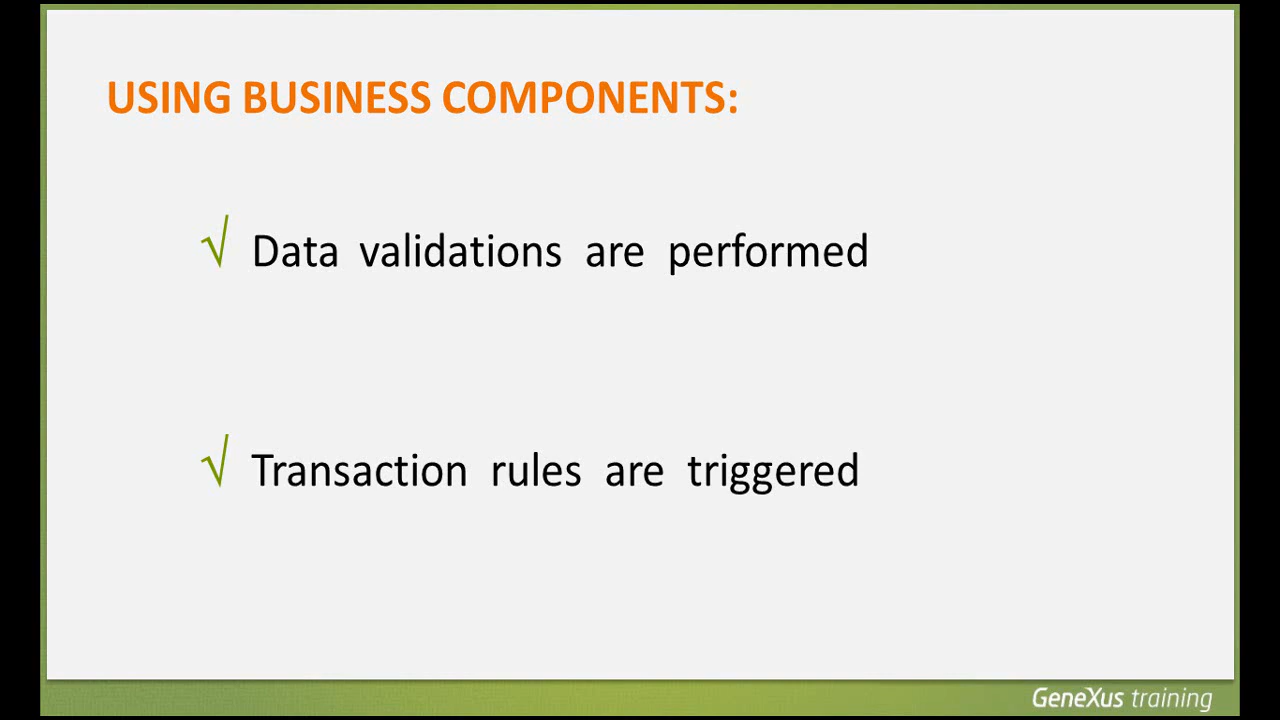 USING BUSINESS COMPONENTS:
√ Data validations are performed
√ Transaction rules are triggered
GeneXus training